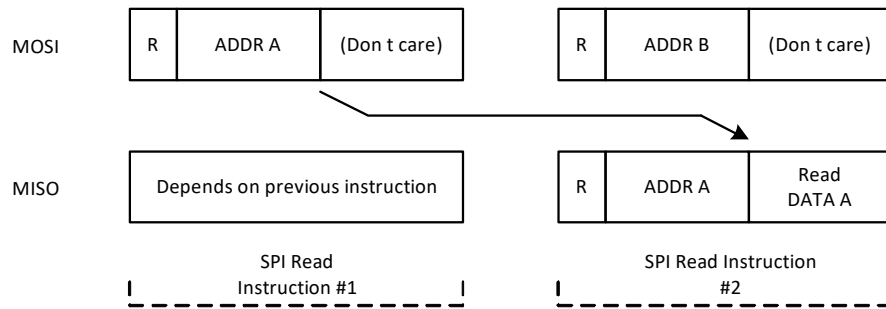 MOSI
R
ADDR A
(Don t care)
R
ADDR B
(Don t care)
MISO
Depends on previous instruction
R
ADDR A
Read
DATA A
SPI Read
Instruction #1
SPI Read Instruction
#2